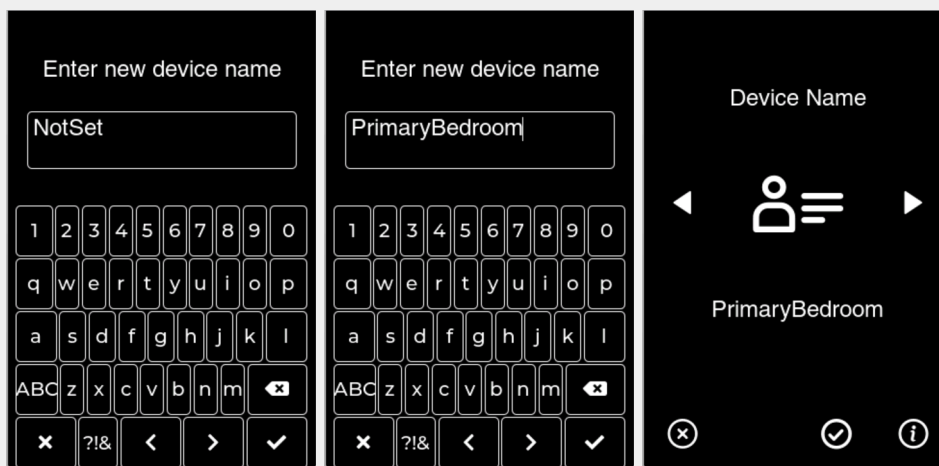 Enter new device name
NotSet
1 2 3 4 5 6 7 8 9 0
q w e r t y u i o p
a s d f g h j k l
ABC z x c v b n m
?!&
Enter new device name
PrimaryBedroom
1 2 3 4 5 6 7 8 9 0
q w e r t y u i o p
a s d f g h j k l
ABC z x c v b n m
?!&
Device Name
PrimaryBedroom
i